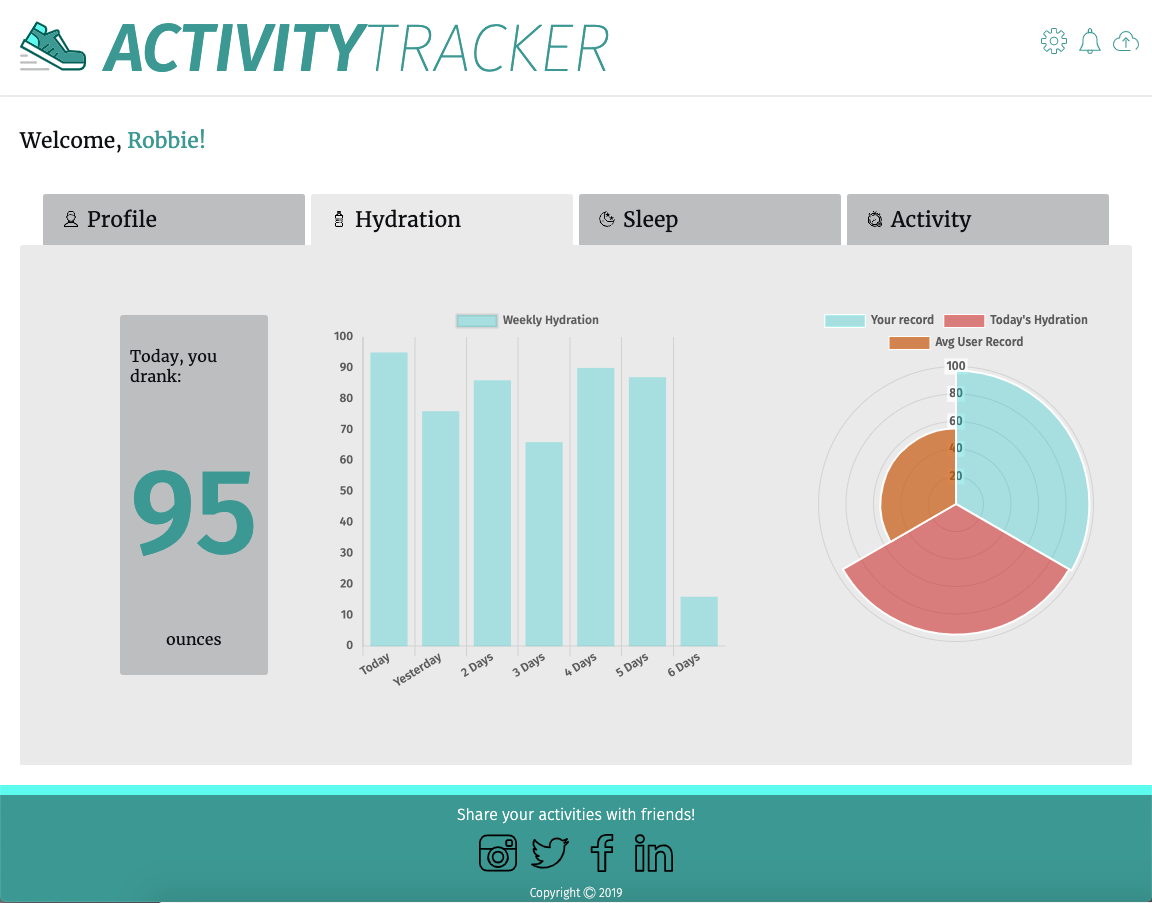 ACTIVITYTRACKER
Welcome, Robbie!
Profile
Hydration
Sleep
Activity
Today, you
drank:
95
ounces
Weekly Hydration
100
90
80
70
60
50
40
30
20
10
0
Today
Yesterday
2 Days
3 Days
4 Days
5 Days
6 Days
Your record
Today's Hydration
Avg User Record
100
80
60
40
20
Share your activities with friends!
Copyright © 2019